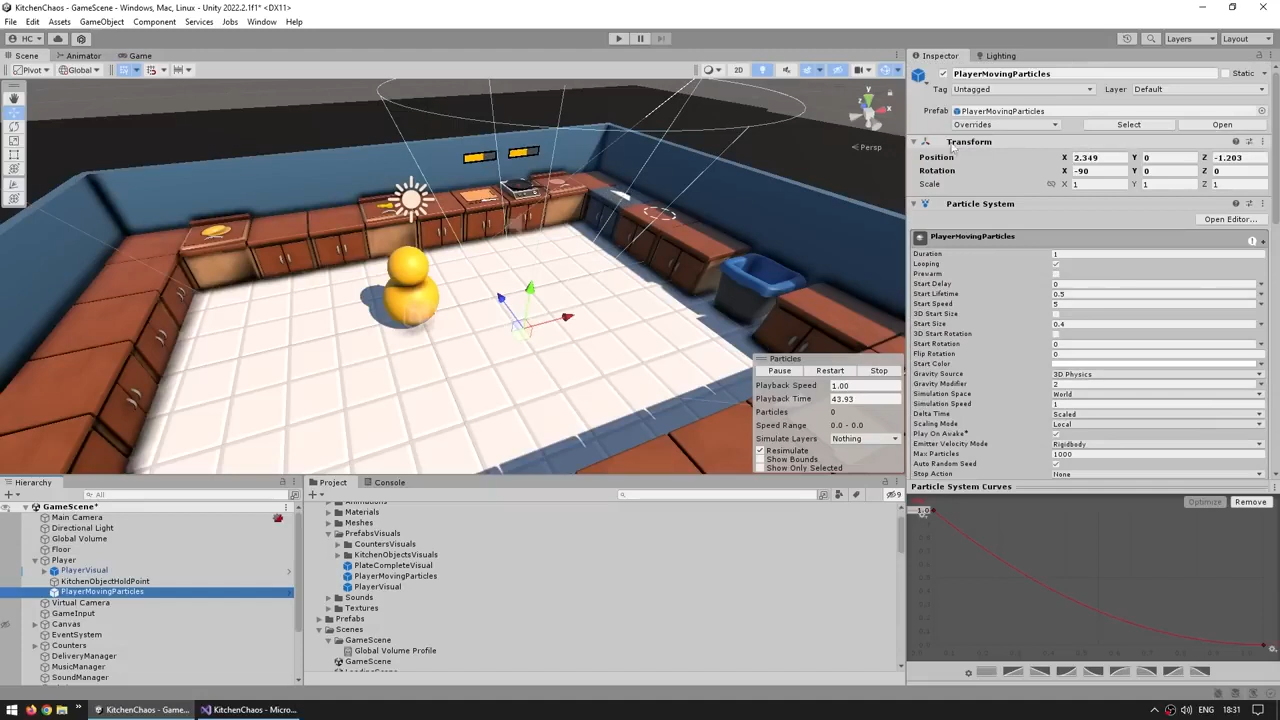 KitchenChaos - GameScene - Windows, Mac, Linux - Unity 2022.2.1f1* <DX11>
File Edit Assets GameObject Component Services Jobs Window Help
HC
Layers Layout
Scene Animator Game
Pivot Global
2D
Persp
Particles
Pause Restart Stop
Playback Speed 1.00
Playback Time 43.93
Particles 0
Speed Range 0.0 - 0.0
Simulate Layers Nothing
Resimulate
Show Bounds
Show Only Selected
Hierarchy
All
GameScene*
Main Camera
Directional Light
Global Volume
Floor
Player
PlayerVisual
KitchenObjectHoldPoint
PlayerMovingParticles
Virtual Camera
GameInput
Canvas
EventSystem
Counters
DeliveryManager
MusicManager
SoundManager
Project Console
9
Animations
Materials
Meshes
PrefabsVisuals
CountersVisuals
KitchenObjectsVisuals
PlateCompleteVisual
PlayerMovingParticles
PlayerVisual
Sounds
Textures
Prefabs
Scenes
GameScene
Global Volume Profile
GameScene
Inspector Lighting
PlayerMovingParticles Static
Tag Untagged Layer Default
Prefab PlayerMovingParticles
Overrides Select Open
Transform
Position X 2.349 Y 0 Z -1.203
Rotation X -90 Y 0 Z 0
Scale X 1 Y 1 Z 1
Particle System
Open Editor...
PlayerMovingParticles
Duration 1
Looping
Prewarm
Start Delay 0
Start Lifetime 0.5
Start Speed 5
3D Start Size
Start Size 0.4
3D Start Rotation
Start Rotation 0
Flip Rotation 0
Start Color
Gravity Source 3D Physics
Gravity Modifier 2
Simulation Space World
Simulation Speed 1
Delta Time Scaled
Scaling Mode Local
Play On Awake*
Emitter Velocity Mode Rigidbody
Max Particles 1000
Auto Random Seed
Stop Action None
Particle System Curves
Optimize Remove
1.0
KitchenChaos - Game... KitchenChaos - Micro...
ENG 18:31